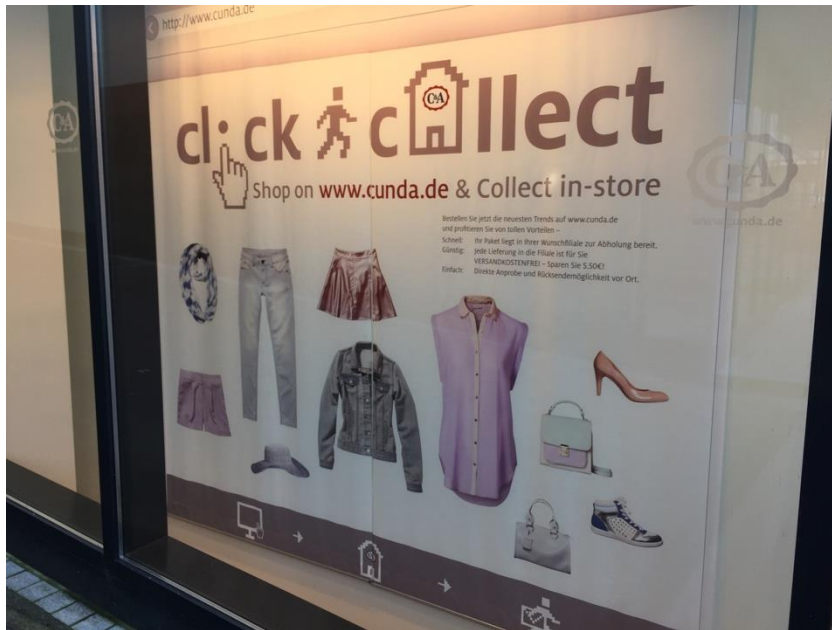 http://www.cunda.de
click & collect
C&A
Shop on www.cunda.de & Collect in-store
Bestellen Sie jetzt die neuesten Trends auf www.cunda.de
und profitieren Sie von tollen Vorteilen –
Schnell: Ihr Paket liegt in Ihrer Wunschfiliale zur Abholung bereit.
Günstig: Jede Lieferung in die Filiale ist für Sie
VERSANDKOSTENFREI – Sparen Sie 5,50€!
Einfach: Direkte Anprobe und Rücksendemöglichkeit vor Ort.
C&A
C&A
www.cunda.de